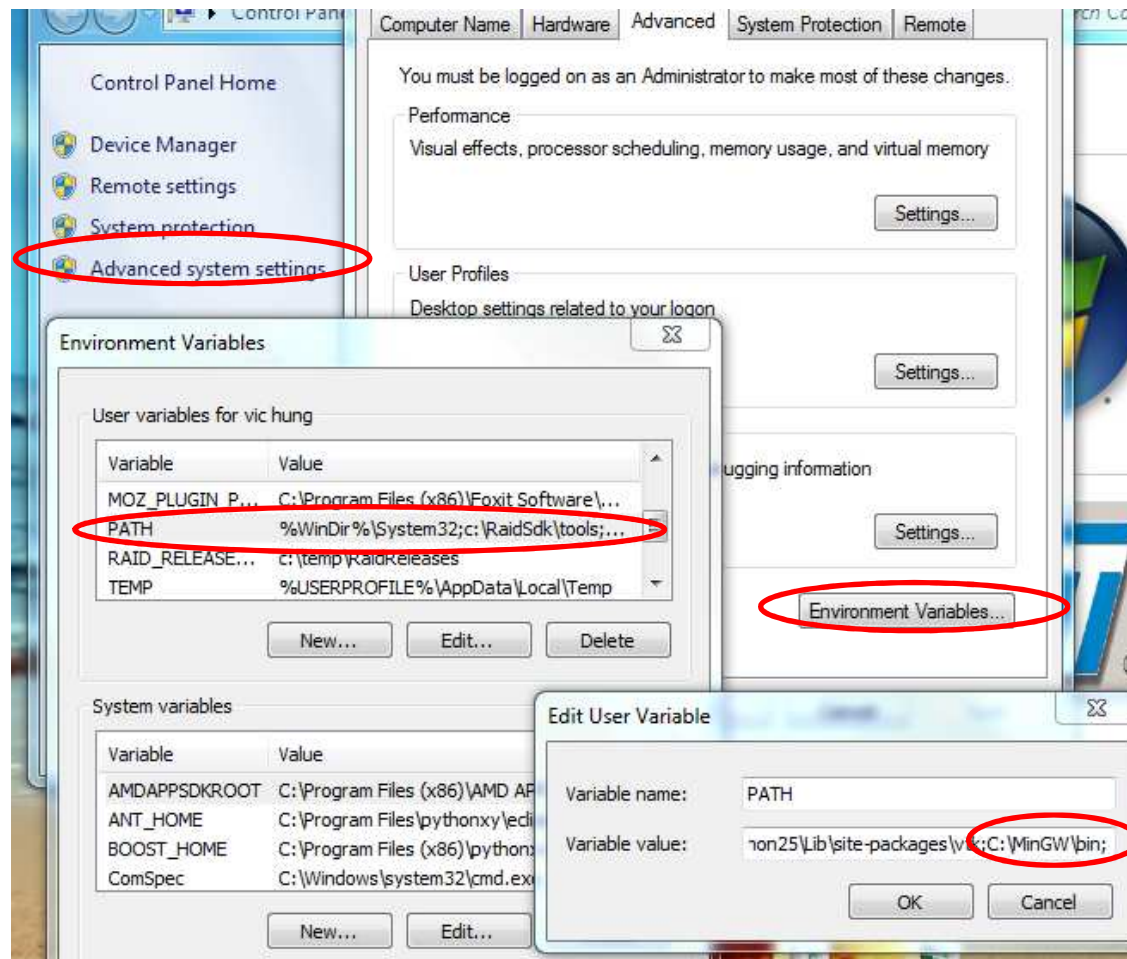 Control Pane
Computer Name Hardware Advanced System Protection Remote
Control Panel Home
Device Manager
Remote settings
System protection
Advanced system settings
You must be logged on as an Administrator to make most of these changes.
Performance
Visual effects, processor scheduling, memory usage, and virtual memory
Settings...
User Profiles
Desktop settings related to your logon
Settings...
ugging information
Settings...
Environment Variables...
Environment Variables
User variables for vic hung
Variable Value
MOZ_PLUGIN_P... C:\Program Files (x86)\Foxit Software\...
PATH %WinDir%\System32;c:\RaidSdk\tools;...
RAID_RELEASE... c:\temp\RaidReleases
TEMP %USERPROFILE%\AppData\Local\Temp
New... Edit... Delete
System variables
Variable Value
AMDAPPSDKROOT C:\Program Files (x86)\AMD AP
ANT_HOME C:\Program Files\pythonxy\ecli
BOOST_HOME C:\Program Files (x86)\pythonx
ComSpec C:\Windows\system32\cmd.exe
New... Edit...
Edit User Variable
Variable name: PATH
Variable value: hon25\Lib\site-packages\vtk;C:\MinGW\bin;
OK Cancel